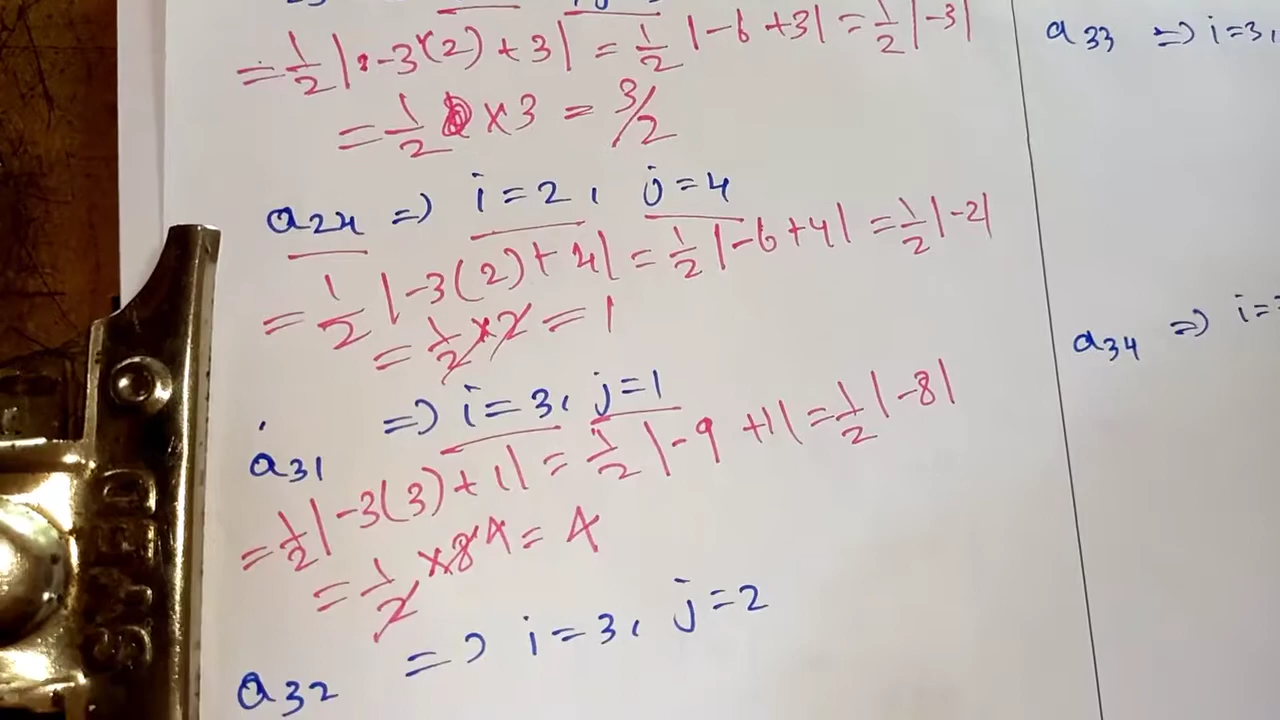 = 1/2 |-3(2) + 3| = 1/2 |-6 + 3| = 1/2 |-3|
= 1/2 × 3 = 3/2
a24 => i = 2, j = 4
= 1/2 |-3(2) + 4| = 1/2 |-6 + 4| = 1/2 |-2|
= 1/2 × 2 = 1
a31 => i = 3, j = 1
= 1/2 |-3(3) + 1| = 1/2 |-9 + 1| = 1/2 |-8|
= 1/2 × 8 4 = 4
a32 => i = 3, j = 2
a33 => i = 3,
a34 => i =